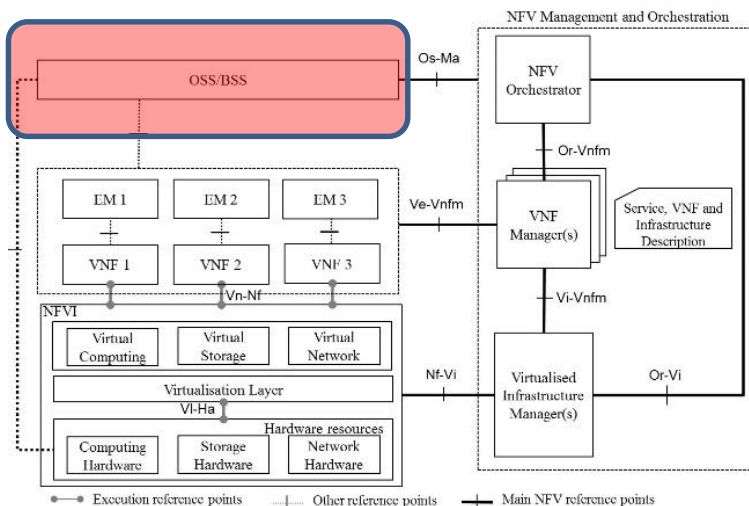 NFV Management and Orchestration
Os-Ma
OSS/BSS
NFV
Orchestrator
Or-Vnfm
EM 1
EM 2
EM 3
Ve-Vnfm
VNF
Manager(s)
Service, VNF and
Infrastructure
Description
VNF 1
VNF 2
VNF 3
Vn-Nf
Vi-Vnfm
NFVI
Virtual
Computing
Virtual
Storage
Virtual
Network
Nf-Vi
Or-Vi
Virtualisation Layer
Virtualised
Infrastructure
Manager(s)
Vl-Ha
Hardware resources
Computing
Hardware
Storage
Hardware
Network
Hardware
Execution reference points
Other reference points
Main NFV reference points